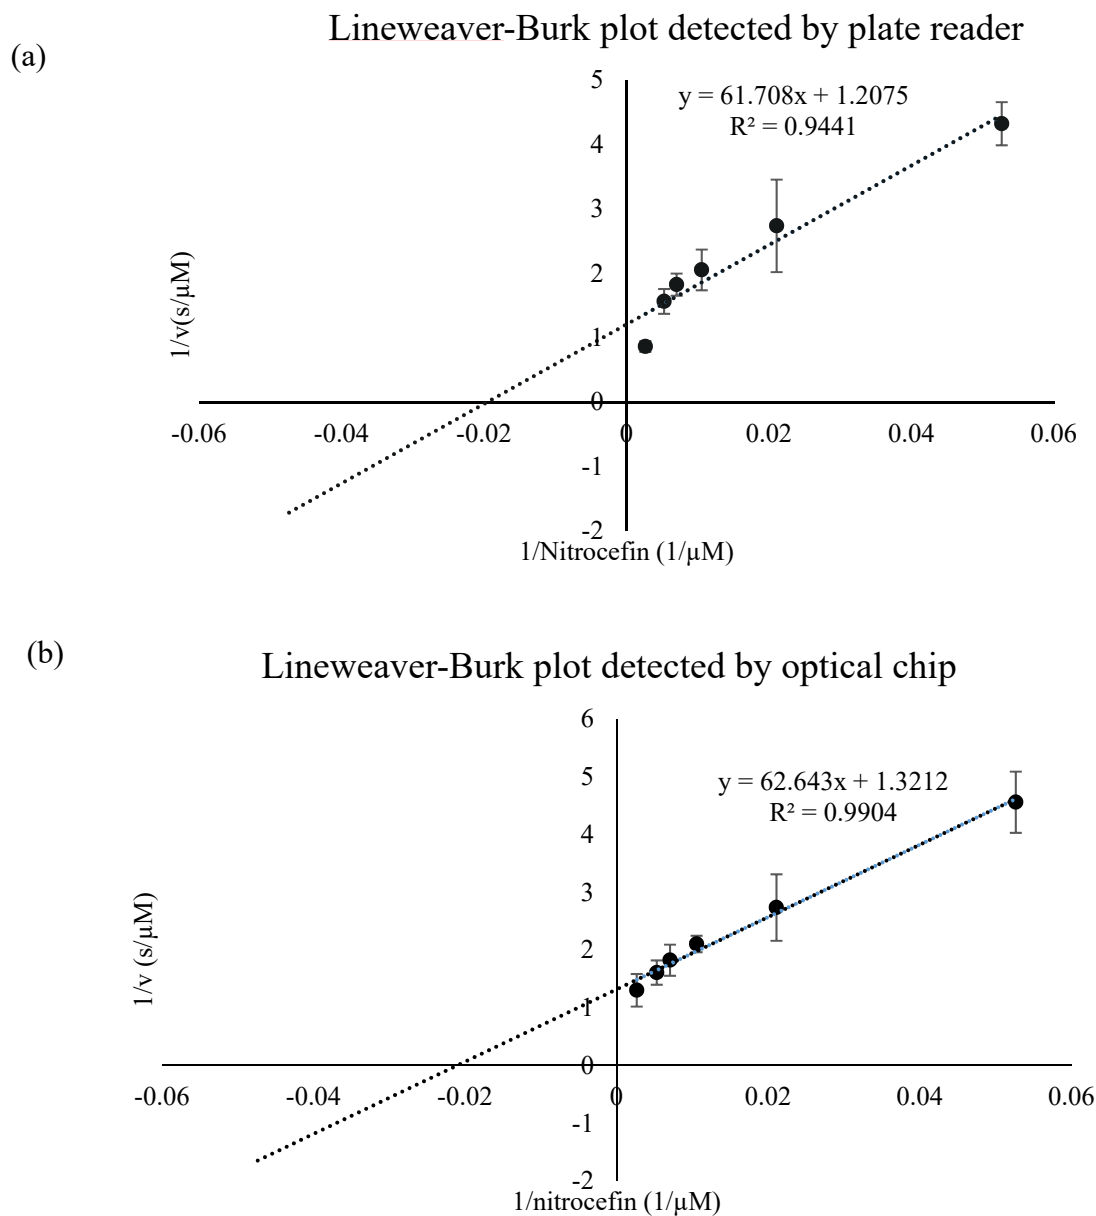 (a)
Lineweaver-Burk plot detected by plate reader
y = 61.708x + 1.2075
R² = 0.9441
5
4
3
2
1
0
-1
-2
1/v(s/µM)
-0.06 -0.04 -0.02 0 0.02 0.04 0.06
1/Nitrocefin (1/µM)
(b)
Lineweaver-Burk plot detected by optical chip
y = 62.643x + 1.3212
R² = 0.9904
6
5
4
3
2
1
0
-1
-2
1/v (s/µM)
-0.06 -0.04 -0.02 0 0.02 0.04 0.06
1/nitrocefin (1/µM)